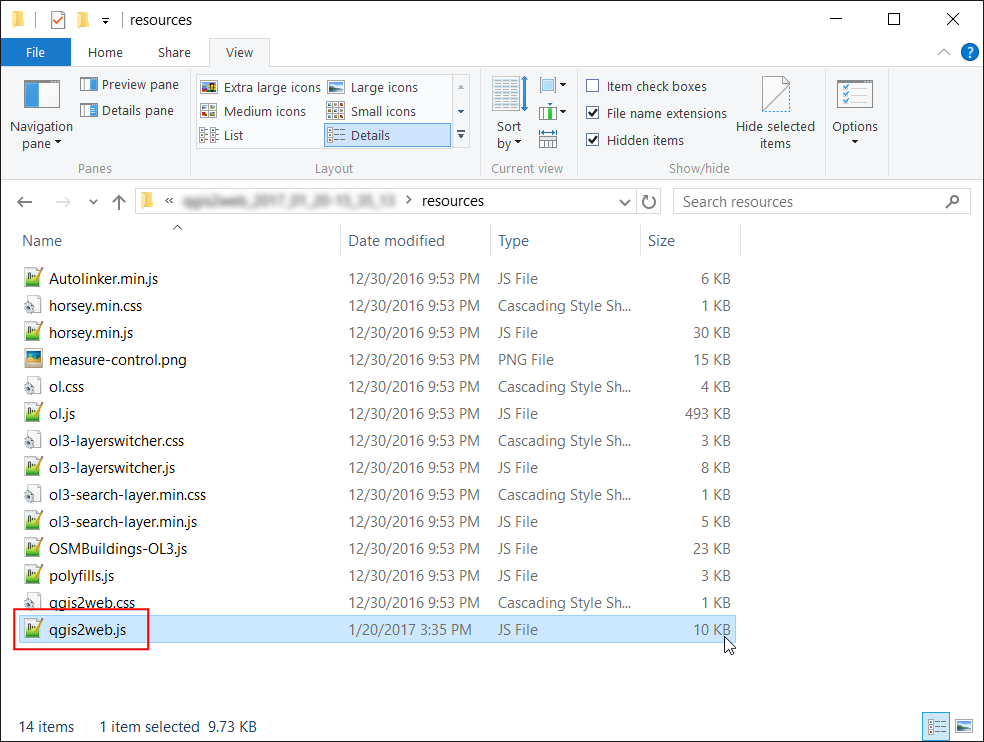 resources
File Home Share View
Navigation pane
Preview pane
Details pane
Panes
Extra large icons Large icons
Medium icons Small icons
List Details
Layout
Sort by
Current view
Item check boxes
File name extensions
Hidden items
Hide selected items
Show/hide
Options
« qgis2web_2017_01_20-15_35_13 > resources
Search resources
Name Date modified Type Size
Autolinker.min.js 12/30/2016 9:53 PM JS File 6 KB
horsey.min.css 12/30/2016 9:53 PM Cascading Style Sh... 1 KB
horsey.min.js 12/30/2016 9:53 PM JS File 30 KB
measure-control.png 12/30/2016 9:53 PM PNG File 15 KB
ol.css 12/30/2016 9:53 PM Cascading Style Sh... 4 KB
ol.js 12/30/2016 9:53 PM JS File 493 KB
ol3-layerswitcher.css 12/30/2016 9:53 PM Cascading Style Sh... 3 KB
ol3-layerswitcher.js 12/30/2016 9:53 PM JS File 8 KB
ol3-search-layer.min.css 12/30/2016 9:53 PM Cascading Style Sh... 1 KB
ol3-search-layer.min.js 12/30/2016 9:53 PM JS File 5 KB
OSMBuildings-OL3.js 12/30/2016 9:53 PM JS File 23 KB
polyfills.js 12/30/2016 9:53 PM JS File 3 KB
qgis2web.css 12/30/2016 9:53 PM Cascading Style Sh... 1 KB
qgis2web.js 1/20/2017 3:35 PM JS File 10 KB
14 items 1 item selected 9.73 KB